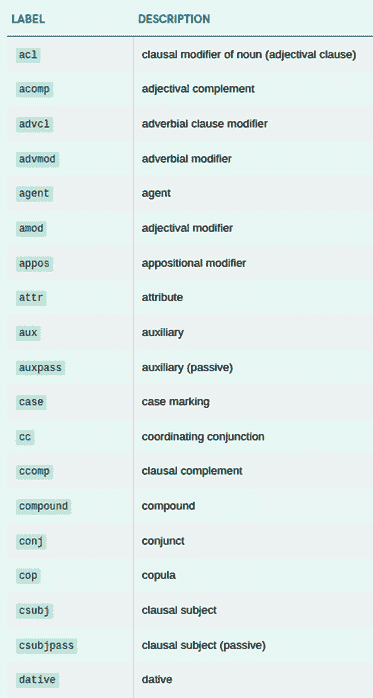 LABEL DESCRIPTION
acl clausal modifier of noun (adjectival clause)
acomp adjectival complement
advcl adverbial clause modifier
advmod adverbial modifier
agent agent
amod adjectival modifier
appos appositional modifier
attr attribute
aux auxiliary
auxpass auxiliary (passive)
case case marking
cc coordinating conjunction
ccomp clausal complement
compound compound
conj conjunct
cop copula
csubj clausal subject
csubjpass clausal subject (passive)
dative dative